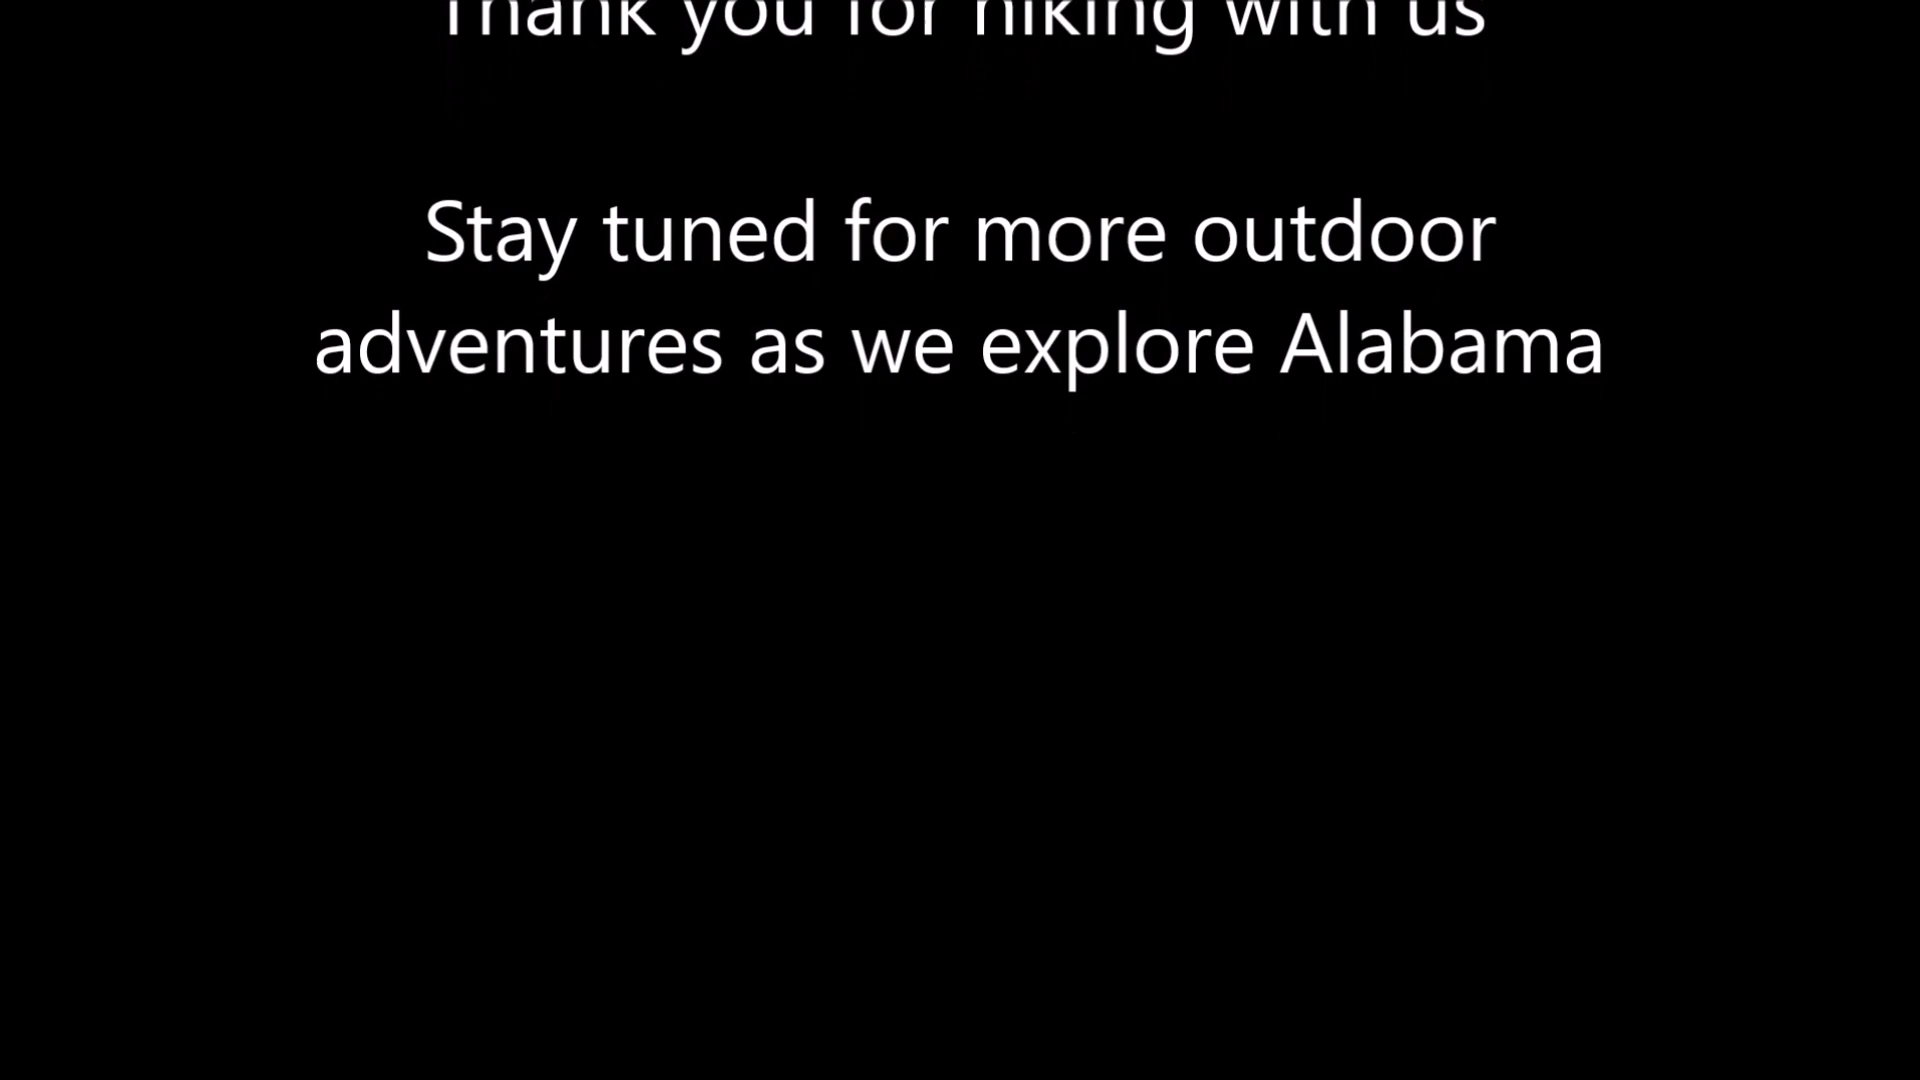 Thank you for hiking with us
Stay tuned for more outdoor
adventures as we explore Alabama